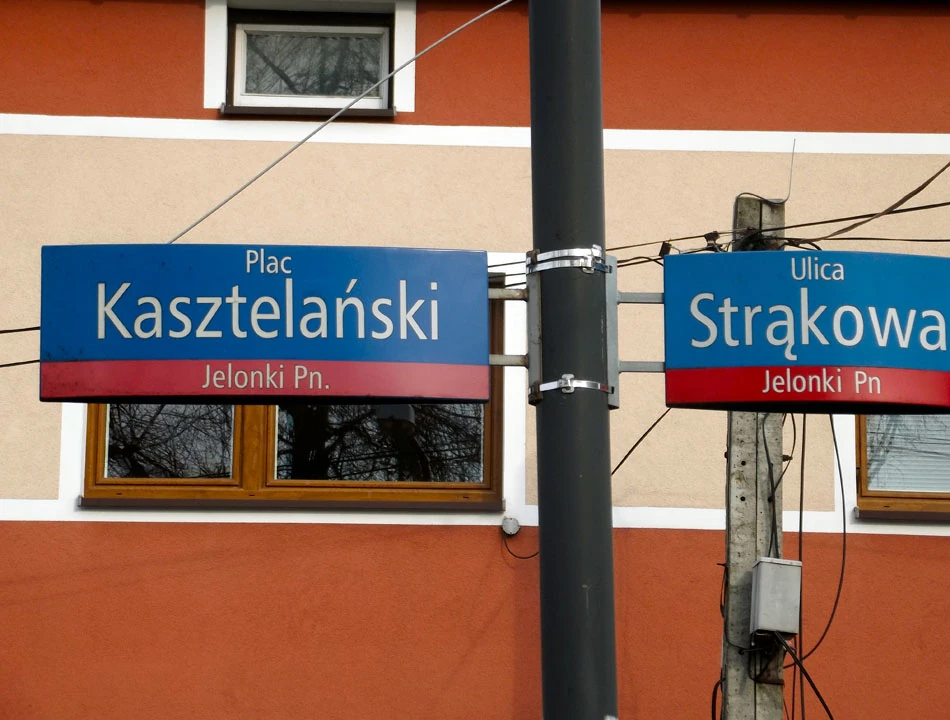 Plac
Kasztelański
Jelonki Pn.
Ulica
Strąkowa
Jelonki Pn